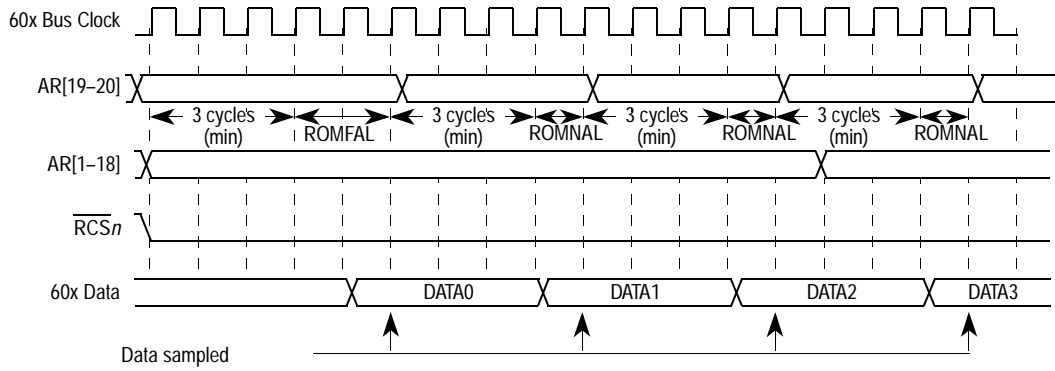 60x Bus Clock
AR[19–20]
3 cycles 3 cycles 3 cycles 3 cycles
(min) ROMFAL (min) ROMNAL (min) ROMNAL (min) ROMNAL
AR[1–18]
RCSn
60x Data DATA0 DATA1 DATA2 DATA3
Data sampled